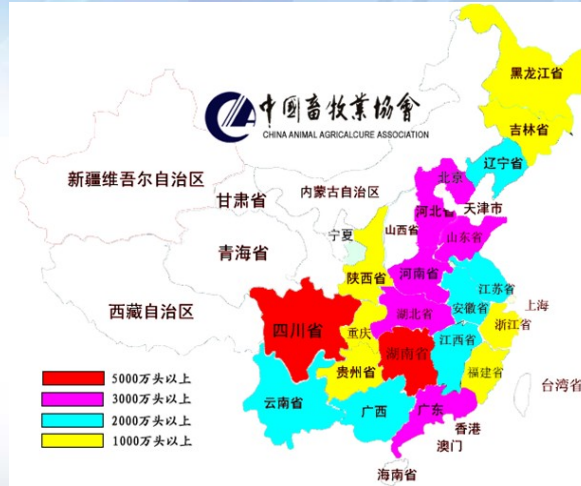 黑龙江省
中國畜牧業協會
CHINA ANIMAL AGRICALCURE ASSOCIATION
吉林省
辽宁省
新疆维吾尔自治区
内蒙古自治区
北京
甘肃省
天津市
河北省
山西省
宁夏
山东省
青海省
陕西省
河南省
江苏省
西藏自治区
安徽省
上海
湖北省
四川省
重庆
浙江省
江西省
湖南省
贵州省
福建省
台湾省
5000万头以上
3000万头以上
云南省
广西
广东
2000万头以上
香港
1000万头以上
澳门
海南省